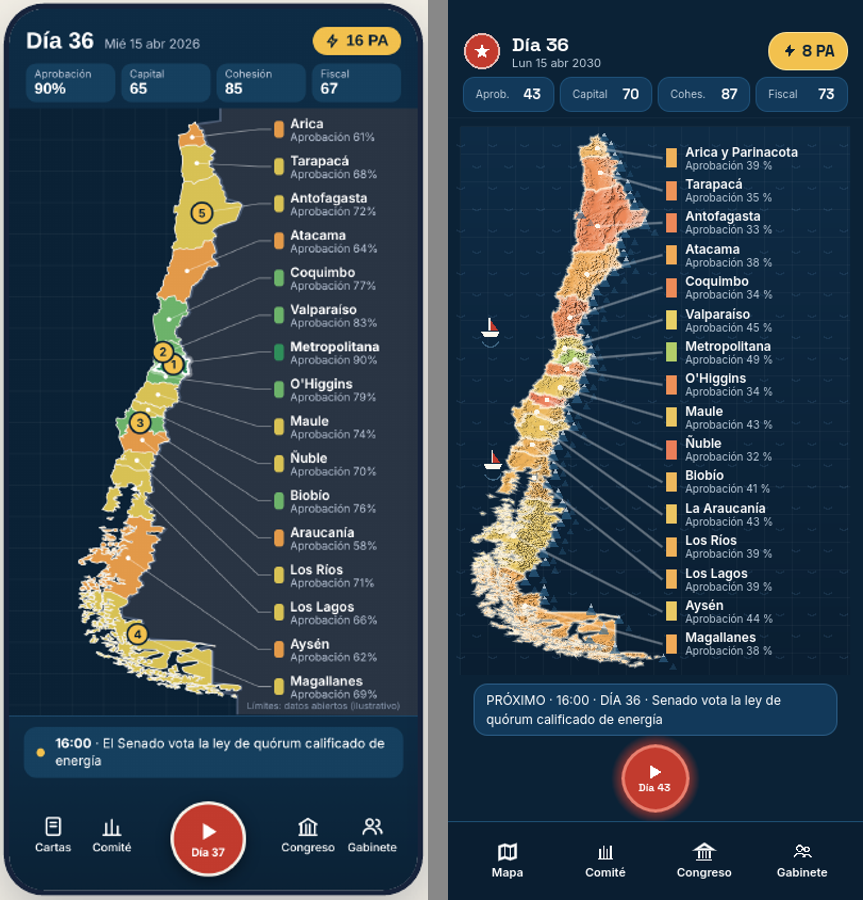 Día 36 Mié 15 abr 2026
16 PA
Aprobación
90%
Capital
65
Cohesión
85
Fiscal
67
Arica
Aprobación 61%
Tarapacá
Aprobación 68%
Antofagasta
Aprobación 72%
Atacama
Aprobación 64%
Coquimbo
Aprobación 77%
Valparaíso
Aprobación 83%
Metropolitana
Aprobación 90%
O'Higgins
Aprobación 79%
Maule
Aprobación 74%
Ñuble
Aprobación 70%
Biobío
Aprobación 76%
Araucanía
Aprobación 58%
Los Ríos
Aprobación 71%
Los Lagos
Aprobación 66%
Aysén
Aprobación 62%
Magallanes
Aprobación 69%
5
2
1
3
4
Límites: datos abiertos (ilustrativo)
16:00 · El Senado vota la ley de quórum calificado de
energía
Cartas
Comité
Día 37
Congreso
Gabinete
Día 36
Lun 15 abr 2030
8 PA
Aprob. 43
Capital 70
Cohes. 87
Fiscal 73
Arica y Parinacota
Aprobación 39 %
Tarapacá
Aprobación 35 %
Antofagasta
Aprobación 33 %
Atacama
Aprobación 38 %
Coquimbo
Aprobación 34 %
Valparaíso
Aprobación 45 %
Metropolitana
Aprobación 49 %
O'Higgins
Aprobación 34 %
Maule
Aprobación 43 %
Ñuble
Aprobación 32 %
Biobío
Aprobación 41 %
La Araucanía
Aprobación 43 %
Los Ríos
Aprobación 39 %
Los Lagos
Aprobación 39 %
Aysén
Aprobación 44 %
Magallanes
Aprobación 38 %
PRÓXIMO · 16:00 · DÍA 36 · Senado vota la ley de
quórum calificado de energía
Día 43
Mapa
Comité
Congreso
Gabinete